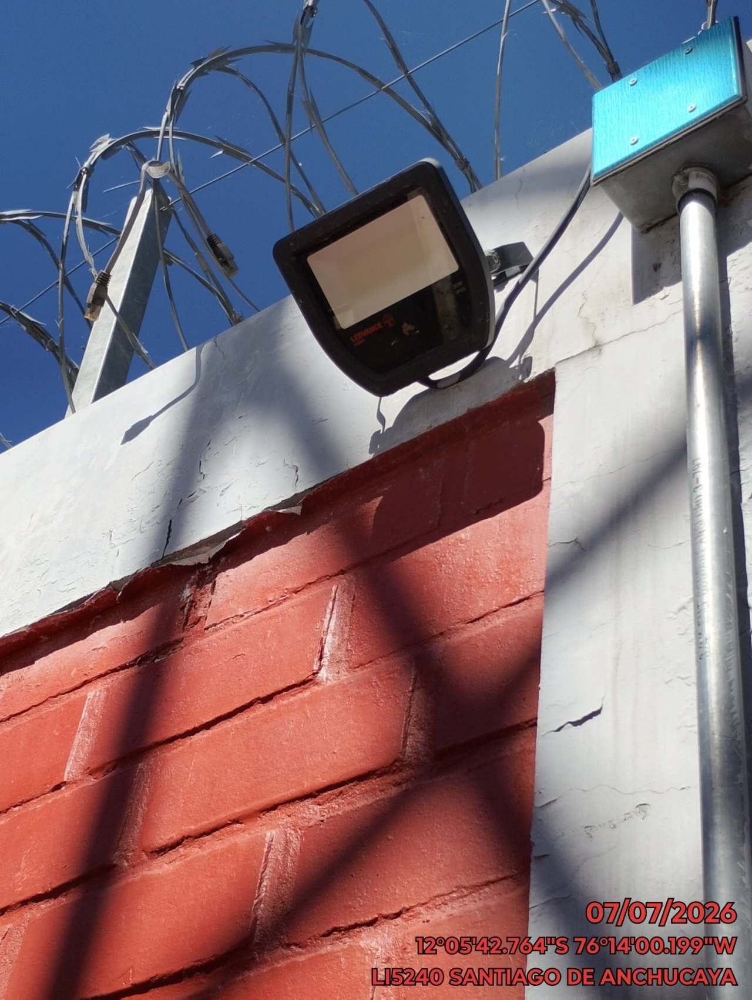 LEDVANCE
07/07/2026
12°05'42.764"S 76°14'00.199"W
LI5240 SANTIAGO DE ANCHUCAYA